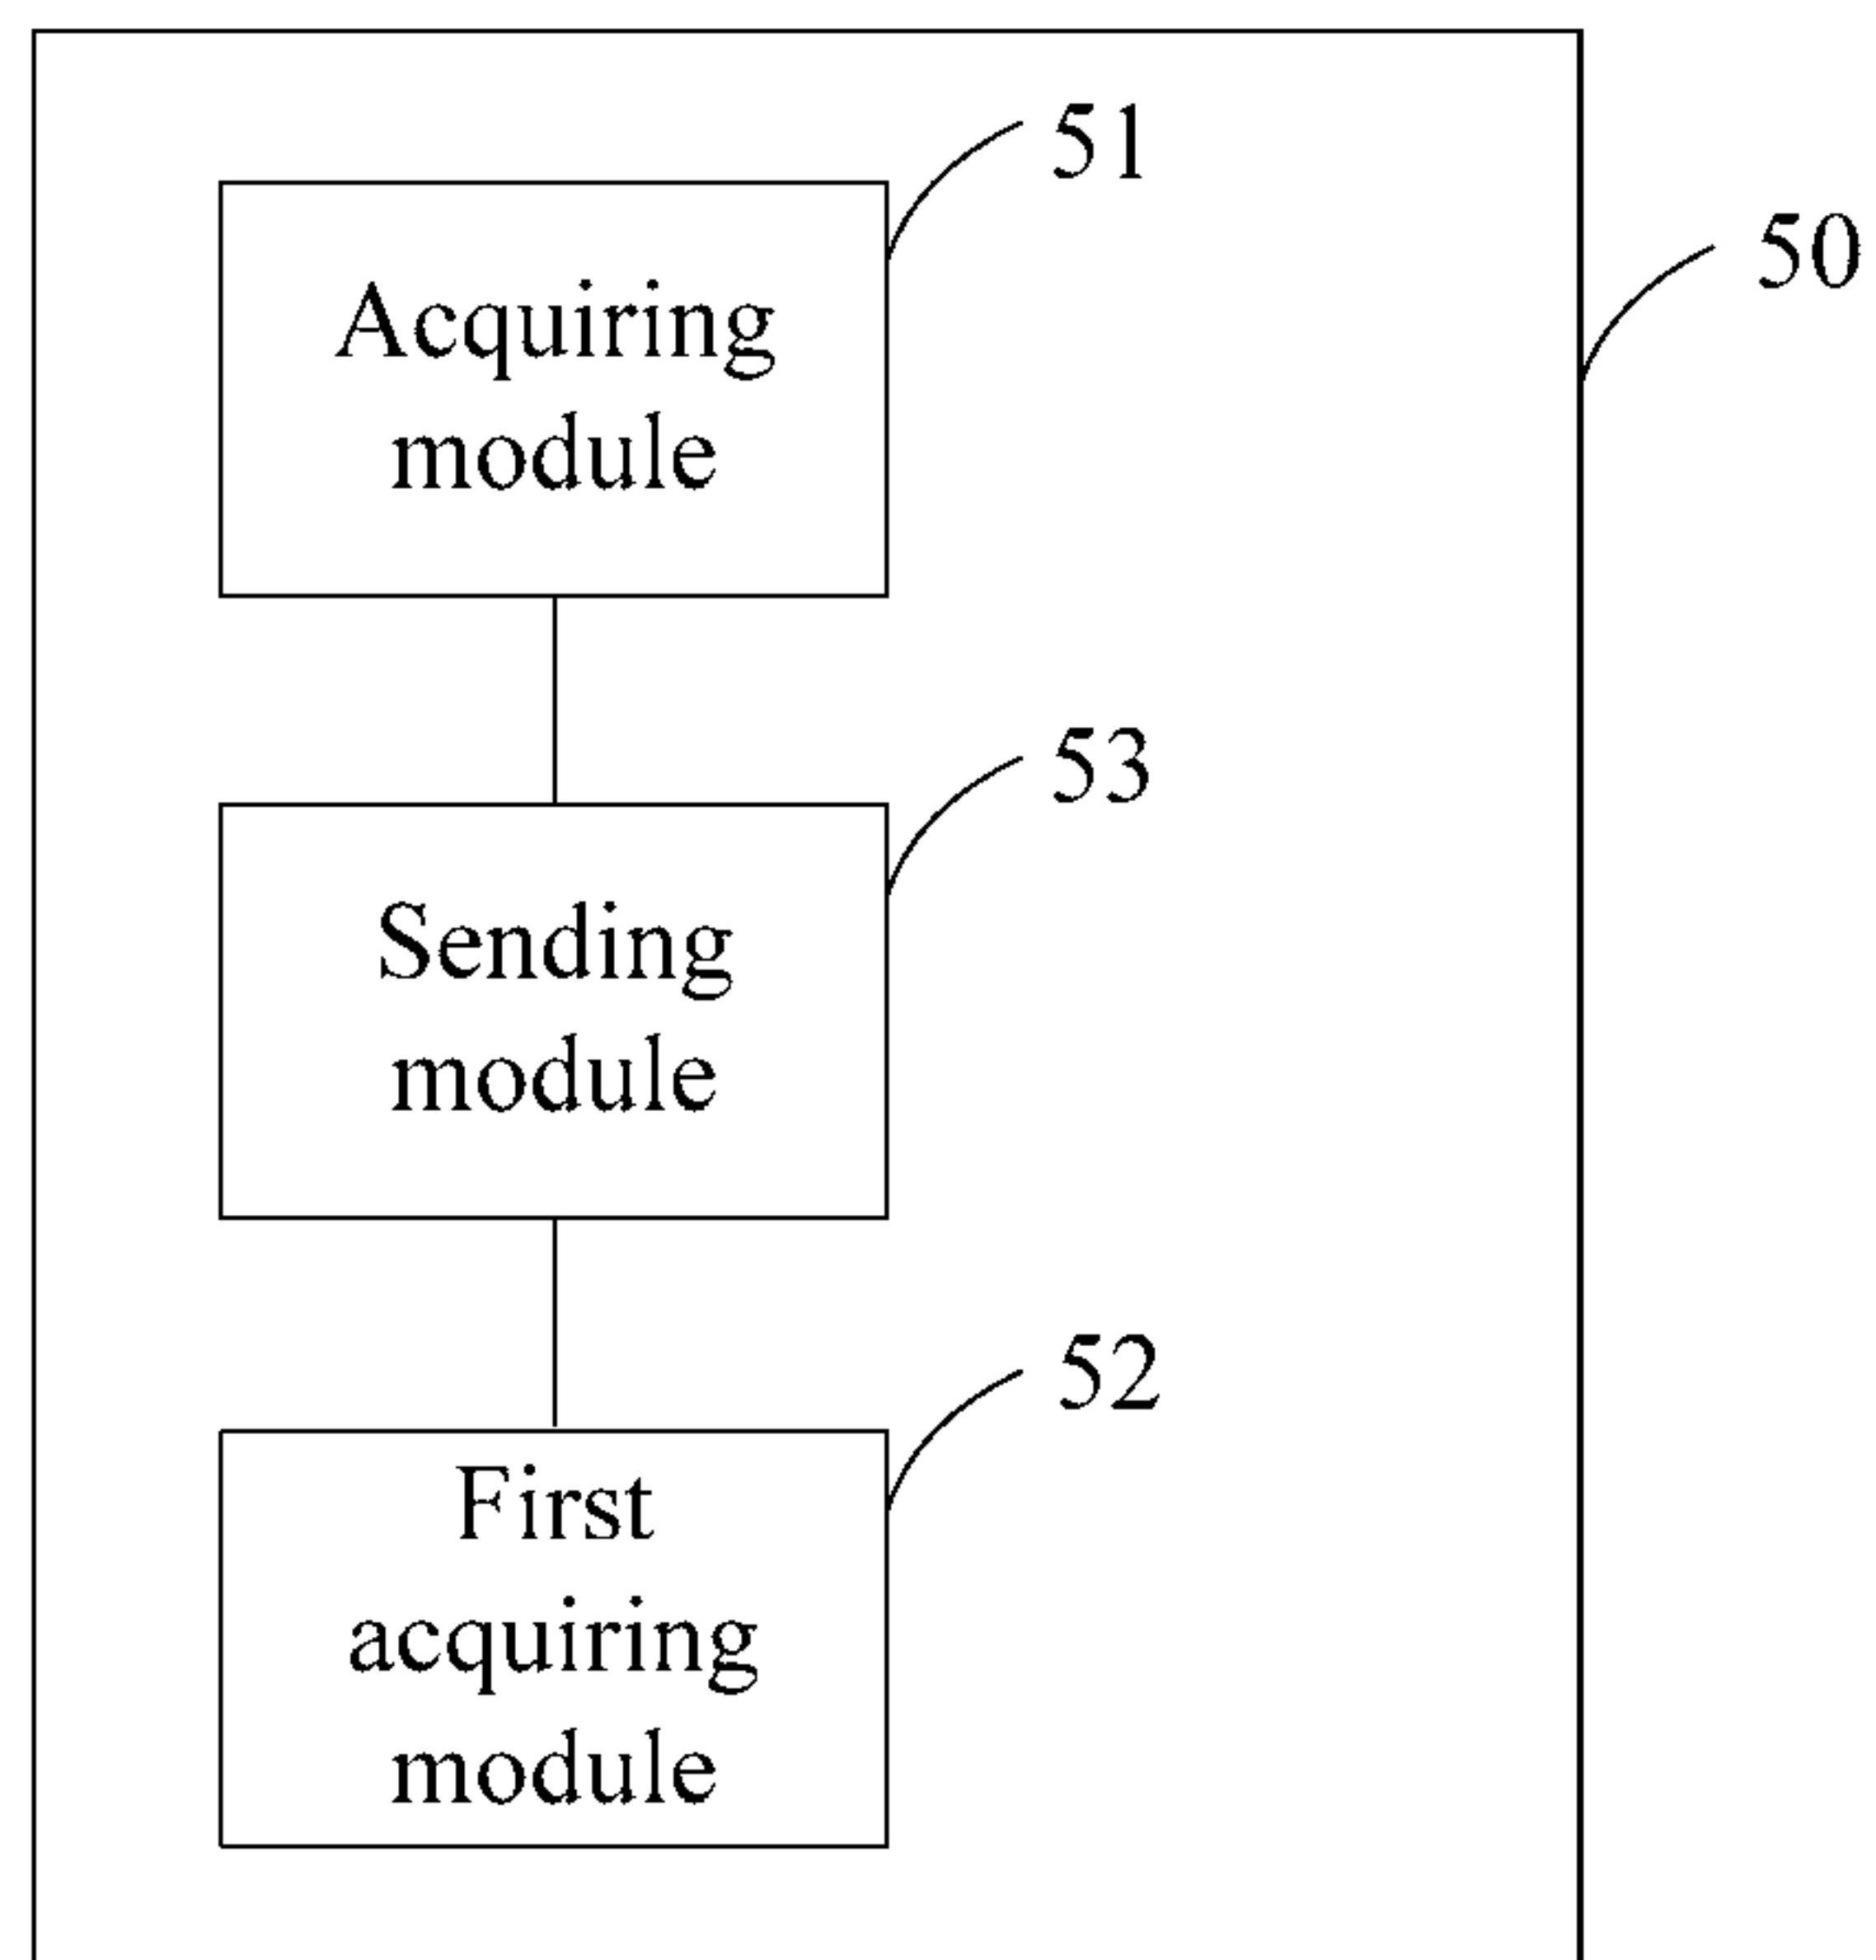 51
50
Acquiring
module
53
Sending
module
52
First
acquiring
module